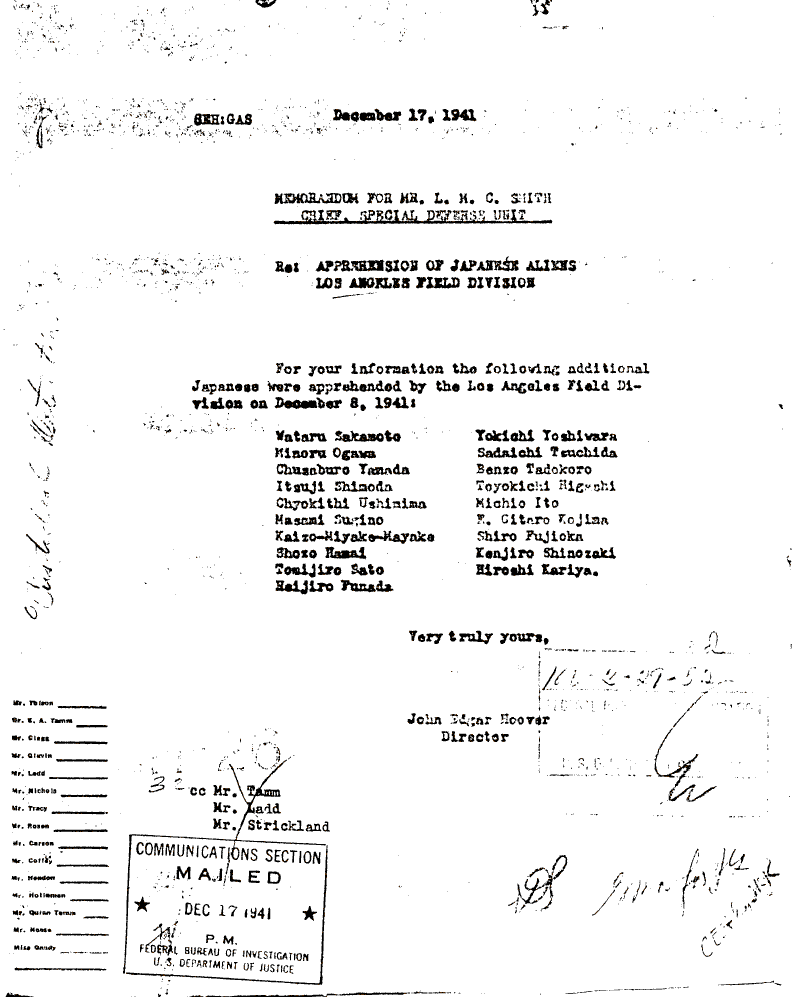 SEH:GAS December 17, 1941
MEMORANDUM FOR MR. L. M. C. SMITH
CHIEF, SPECIAL DEFENSE UNIT
Re: APPREHENSION OF JAPANESE ALIENS
LOS ANGELES FIELD DIVISION
For your information the following additional
Japanese were apprehended by the Los Angeles Field Di-
vision on December 8, 1941:
Wataru Sakamoto Yokichi Yoshiwara
Minoru Ogawa Sadaichi Tsuchida
Chusaburo Yamada Benzo Tadokoro
Itsuji Shimoda Toyokichi Higashi
Chyokithi Ushinima Michio Ito
Masami Sugino Gitaro Kojima
Kaizo-Miyake-Mayake Shiro Fujioka
Shozo Hamai Kenjiro Shinozaki
Tomijiro Sato Hiroshi Kariya.
Heijiro Funada
Very truly yours,
John Edgar Hoover
Director
Mr. Tolson
Mr. E. A. Tamm
Mr. Clegg
Mr. Glavin
Mr. Ladd
Mr. Nichols
Mr. Tracy
Mr. Rosen
Mr. Carson
Mr. Coffey
Mr. Hendon
Mr. Holloman
Mr. Quinn Tamm
Mr. Nease
Miss Gandy
cc Mr. Tamm
Mr. Ladd
Mr. Strickland
COMMUNICATIONS SECTION
MAILED
★ DEC 17 1941 ★
P. M.
FEDERAL BUREAU OF INVESTIGATION
U. S. DEPARTMENT OF JUSTICE